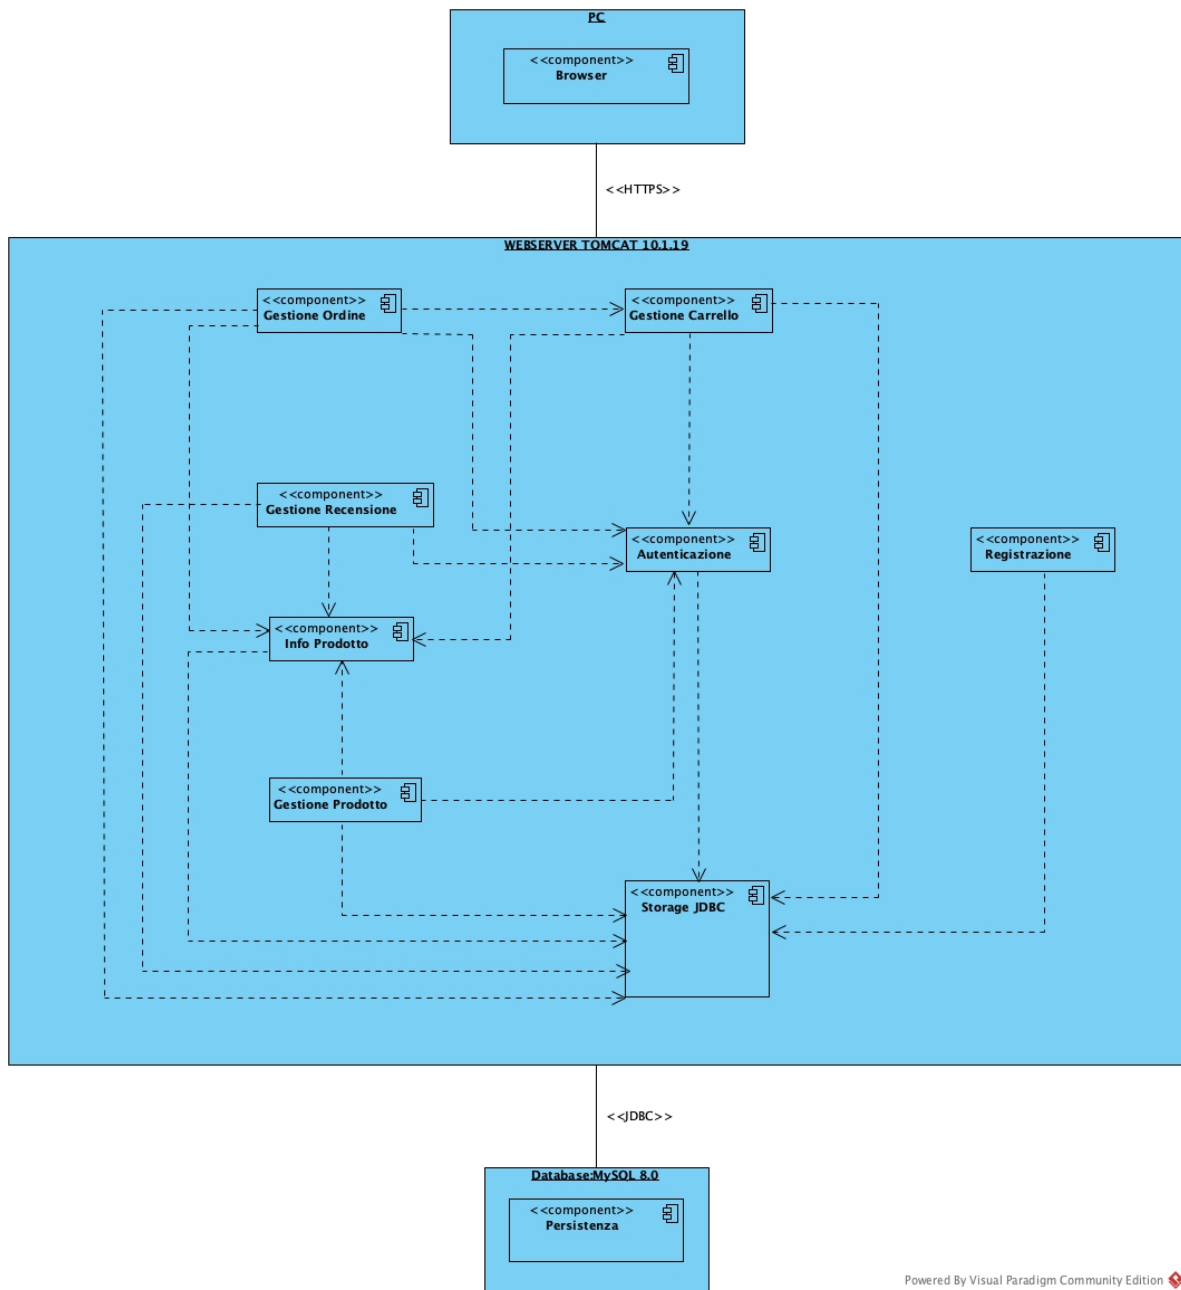 PC
<<component>>
Browser
<<HTTPS>>
WEBSERVER TOMCAT 10.1.19
<<component>>
Gestione Ordine
<<component>>
Gestione Carrello
<<component>>
Gestione Recensione
<<component>>
Autenticazione
<<component>>
Registrazione
<<component>>
Info Prodotto
<<component>>
Gestione Prodotto
<<component>>
Storage JDBC
<<JDBC>>
Database:MySQL 8.0
<<component>>
Persistenza
Powered By Visual Paradigm Community Edition